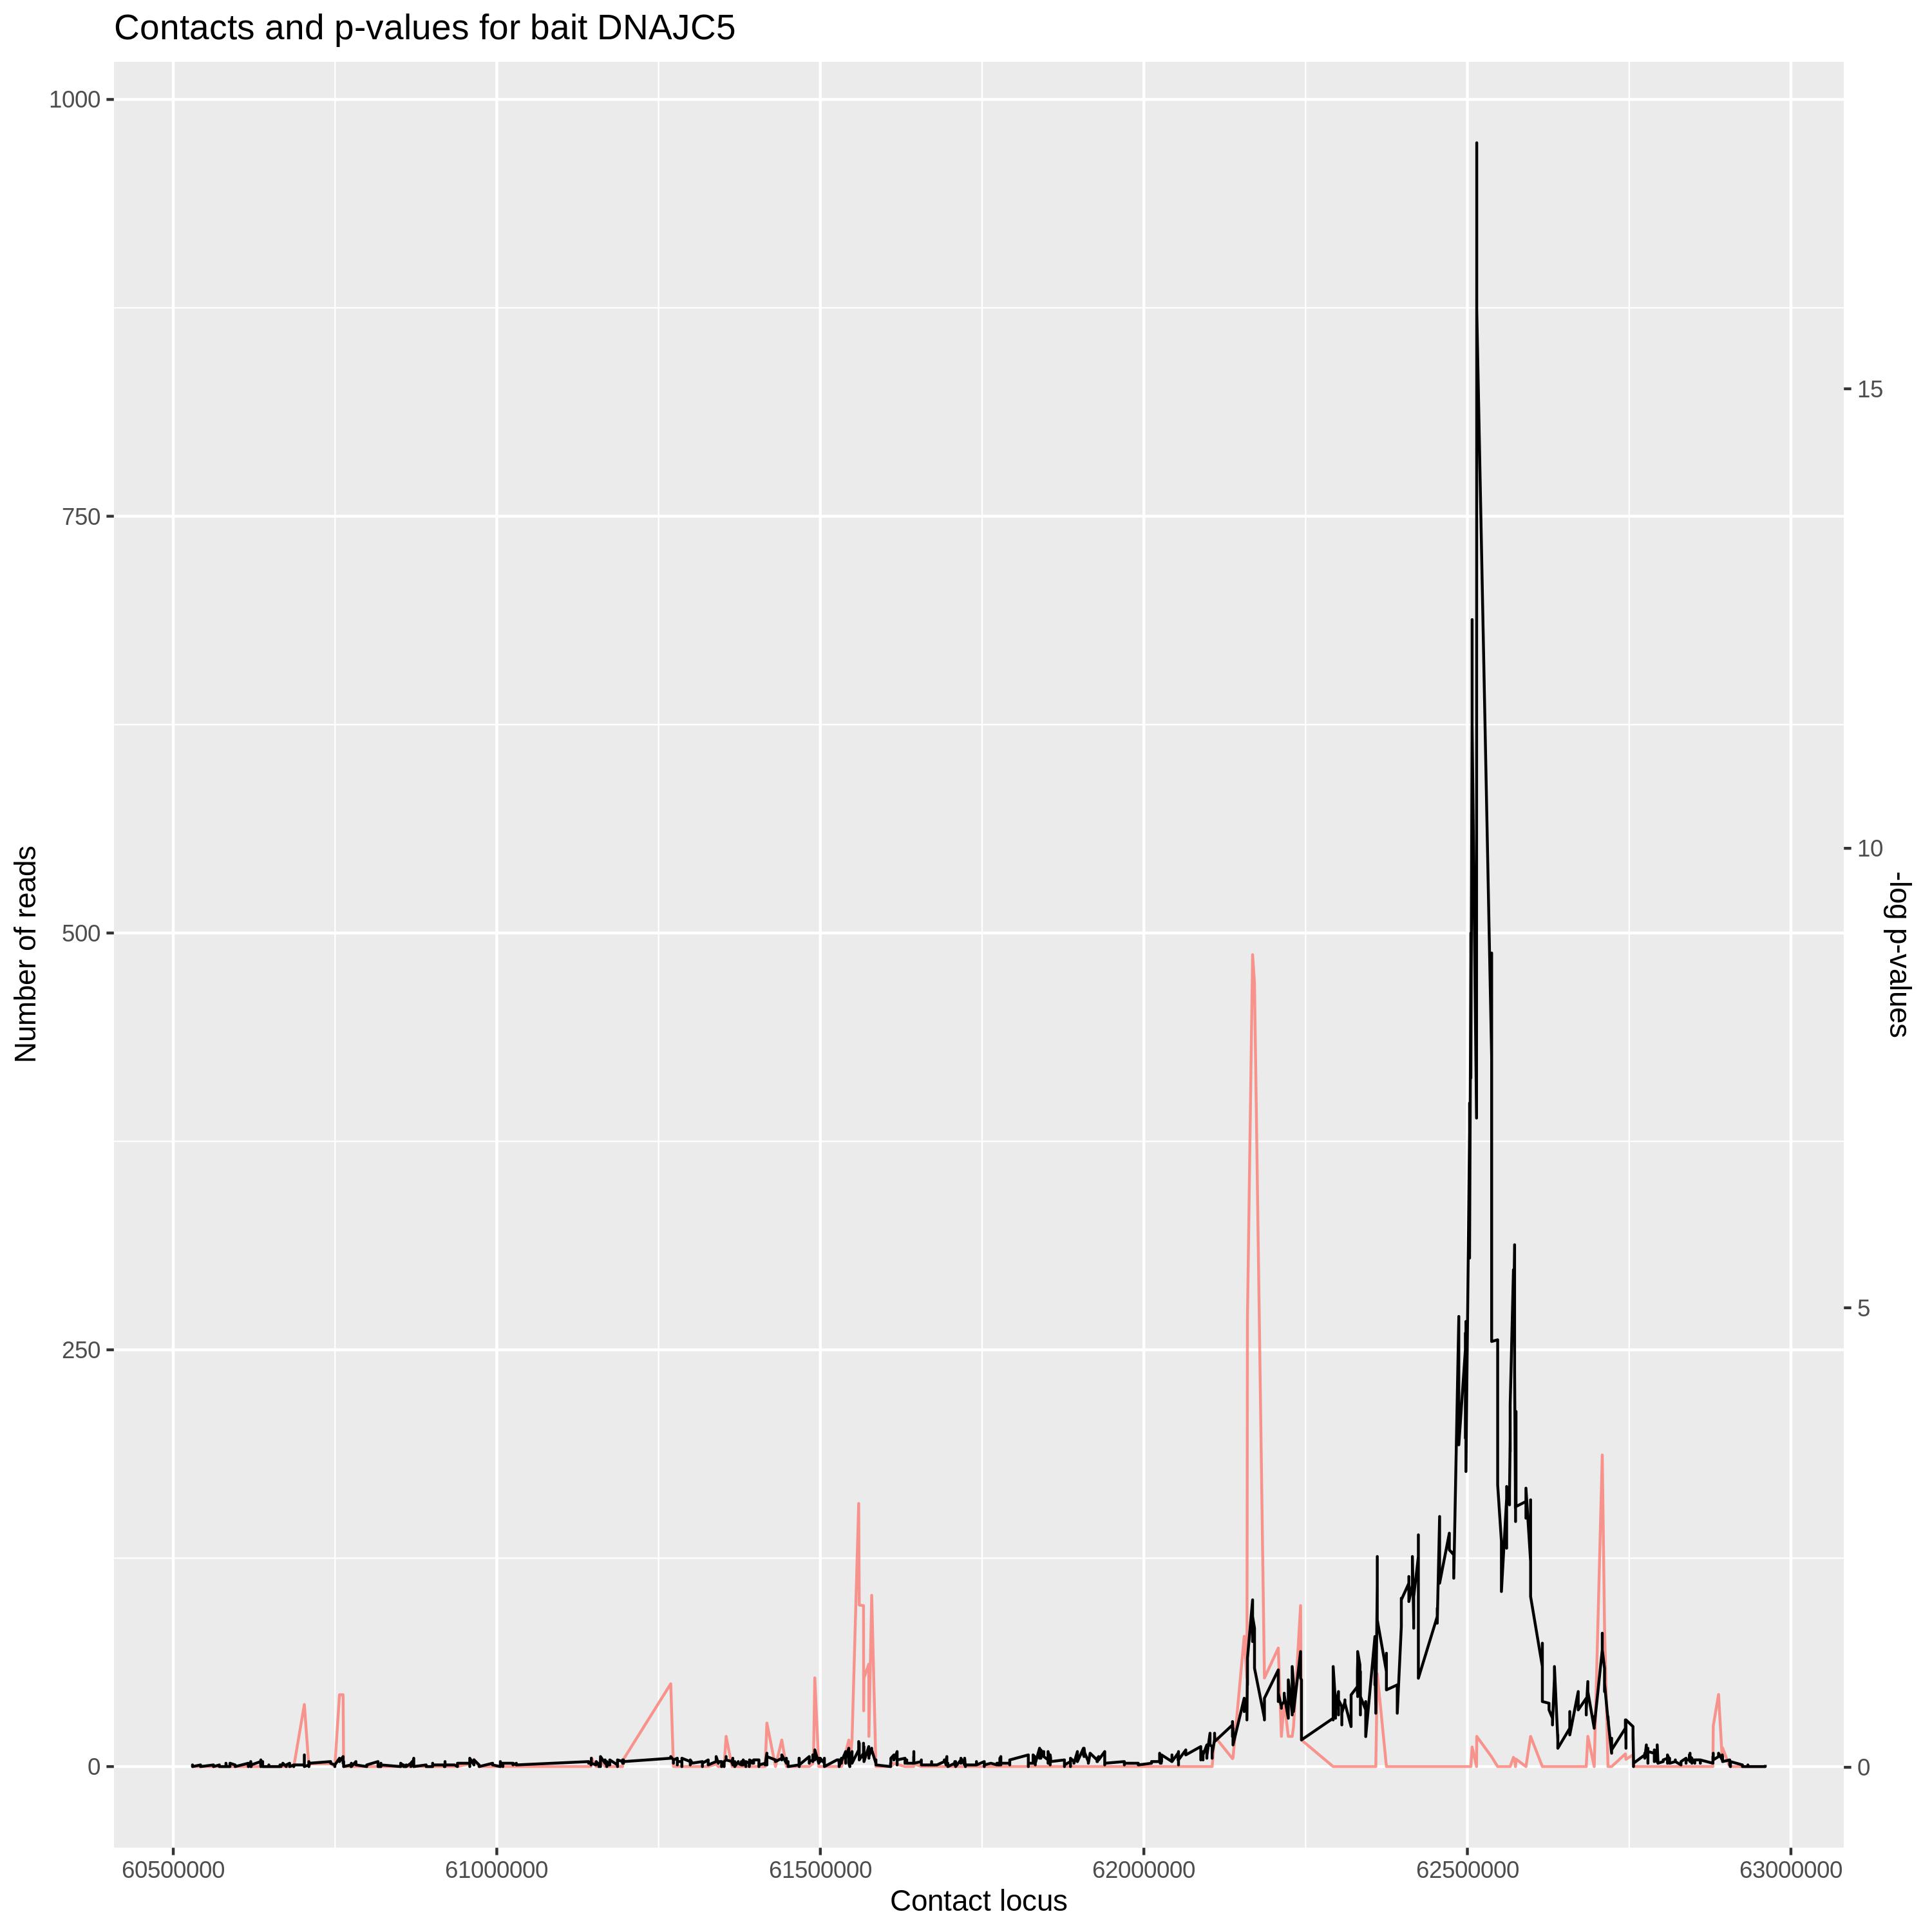 Contacts and p-values for bait DNAJC5
1000
750
500
250
0
Number of reads
15
10
5
0
-log p-values
60500000 61000000 61500000 62000000 62500000 63000000
Contact locus